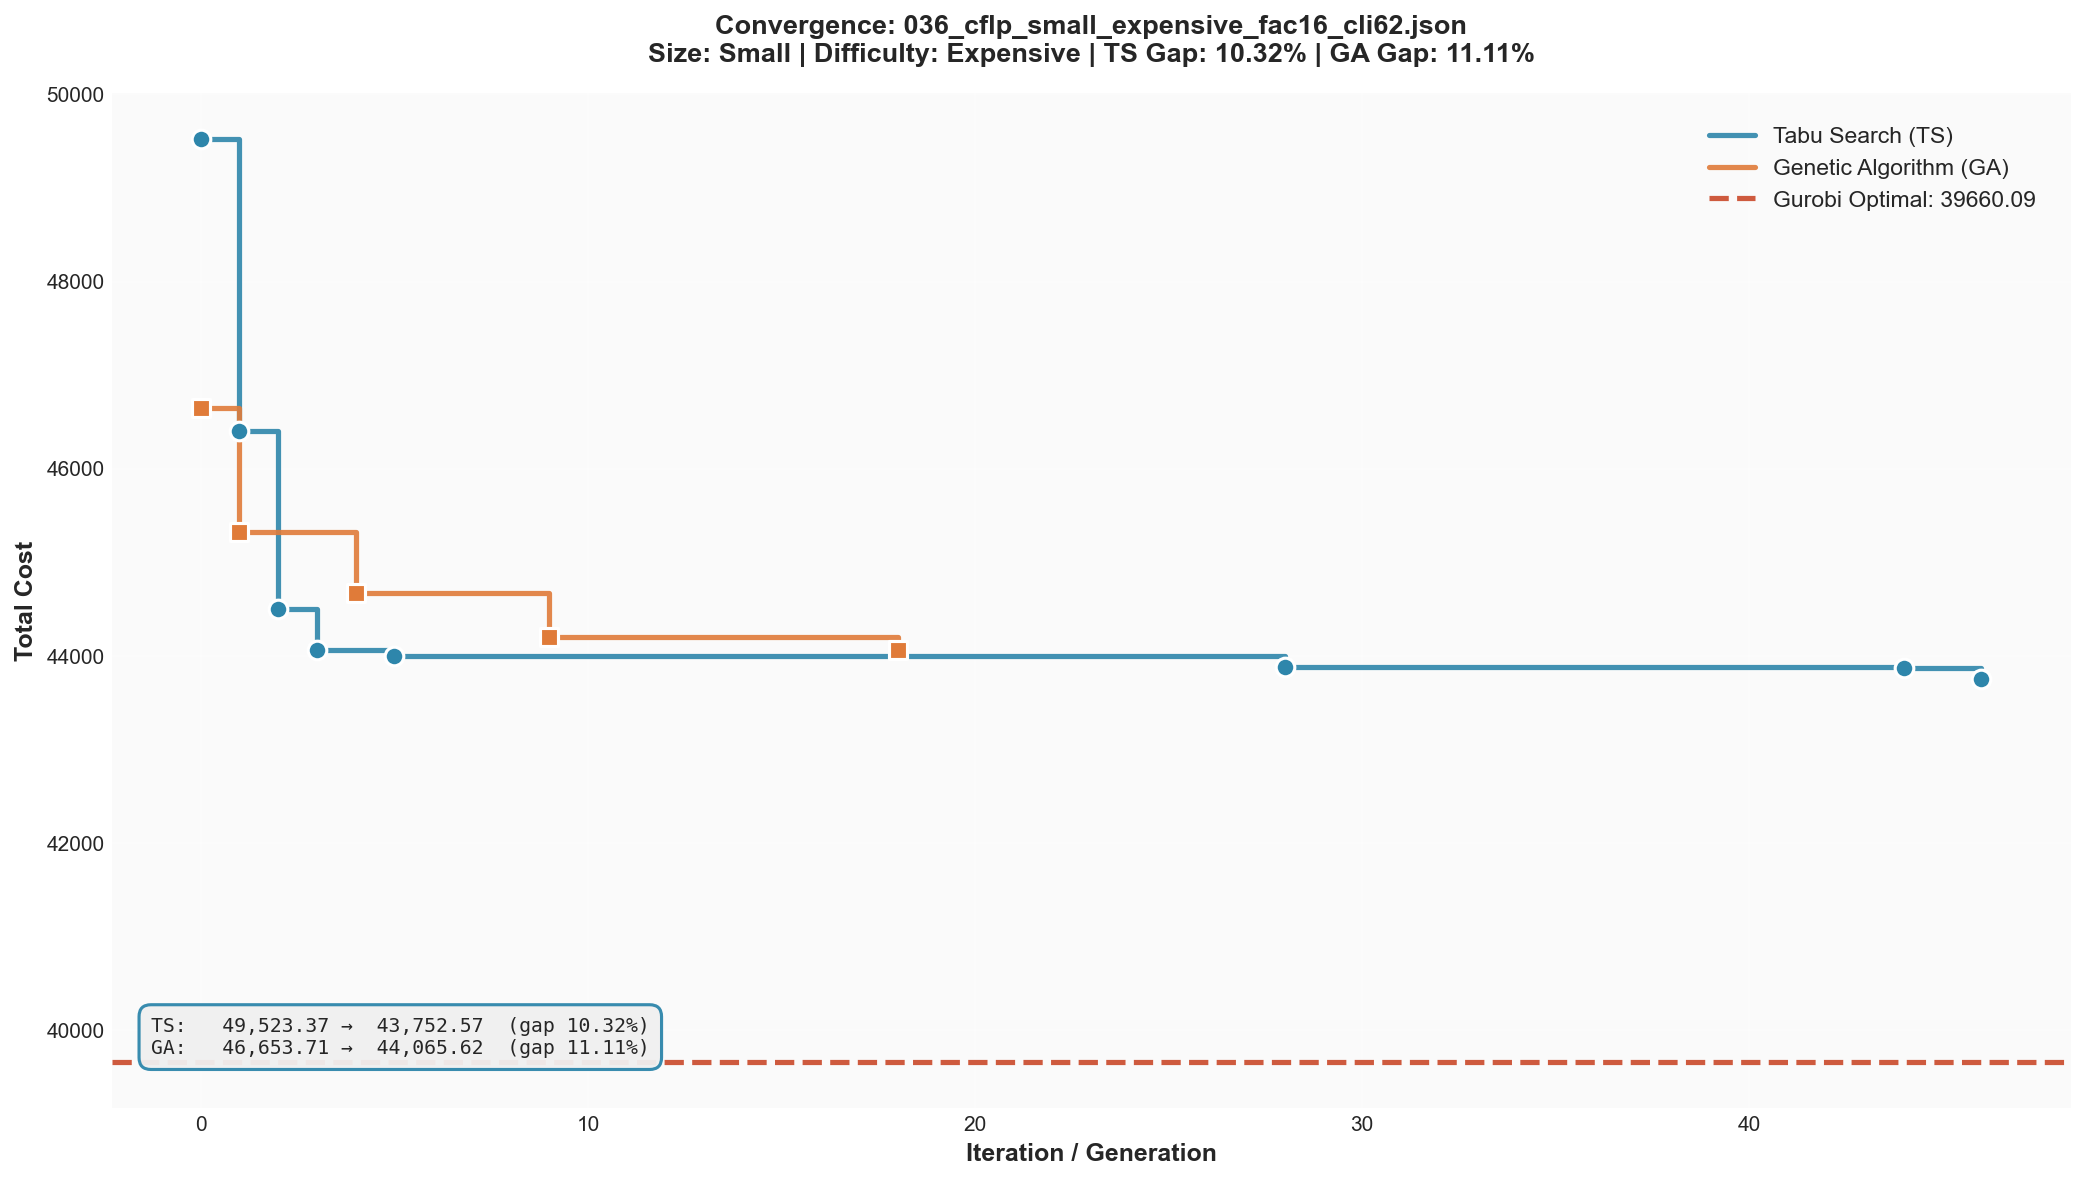 Convergence: 036_cflp_small_expensive_fac16_cli62.json
Size: Small | Difficulty: Expensive | TS Gap: 10.32% | GA Gap: 11.11%
50000
48000
46000
44000
42000
40000
Total Cost
Tabu Search (TS)
Genetic Algorithm (GA)
Gurobi Optimal: 39660.09
TS: 49,523.37 → 43,752.57 (gap 10.32%)
GA: 46,653.71 → 44,065.62 (gap 11.11%)
0 10 20 30 40
Iteration / Generation